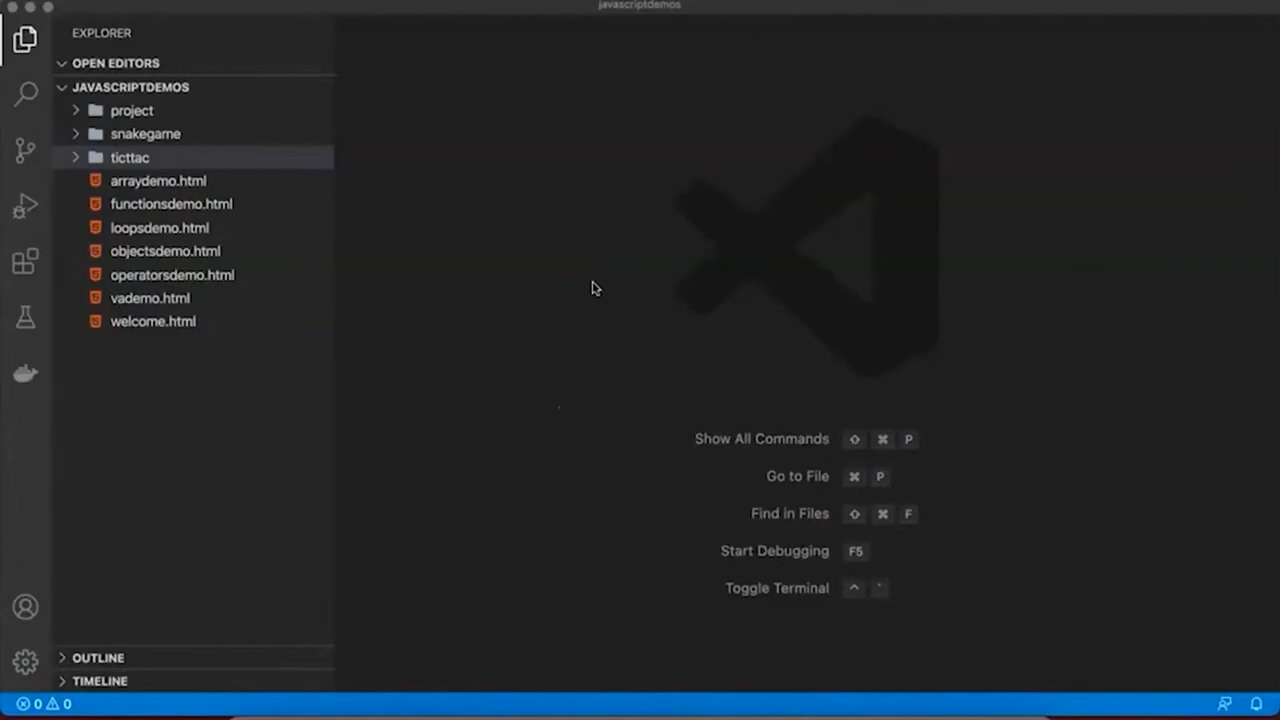 javascriptdemos
EXPLORER
OPEN EDITORS
JAVASCRIPTDEMOS
project
snakegame
ticttac
arraydemo.html
functionsdemo.html
loopsdemo.html
objectsdemo.html
operatorsdemo.html
vademo.html
welcome.html
Show All Commands ⇧ ⌘ P
Go to File ⌘ P
Find in Files ⇧ ⌘ F
Start Debugging F5
Toggle Terminal ^ `
OUTLINE
TIMELINE
0 0